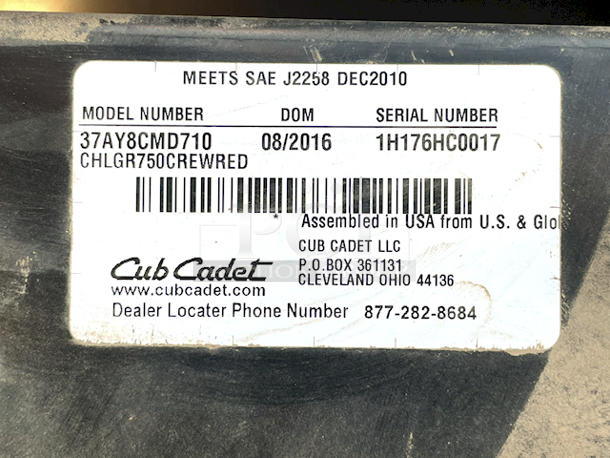 MEETS SAE J2258 DEC2010
MODEL NUMBER DOM SERIAL NUMBER
37AY8CMD710 08/2016 1H176HC0017
CHLGR750CREWRED
* Assembled in USA from U.S. & Glo
CUB CADET LLC
P.O.BOX 361131
CLEVELAND OHIO 44136
Cub Cadet
www.cubcadet.com
Dealer Locater Phone Number 877-282-8684